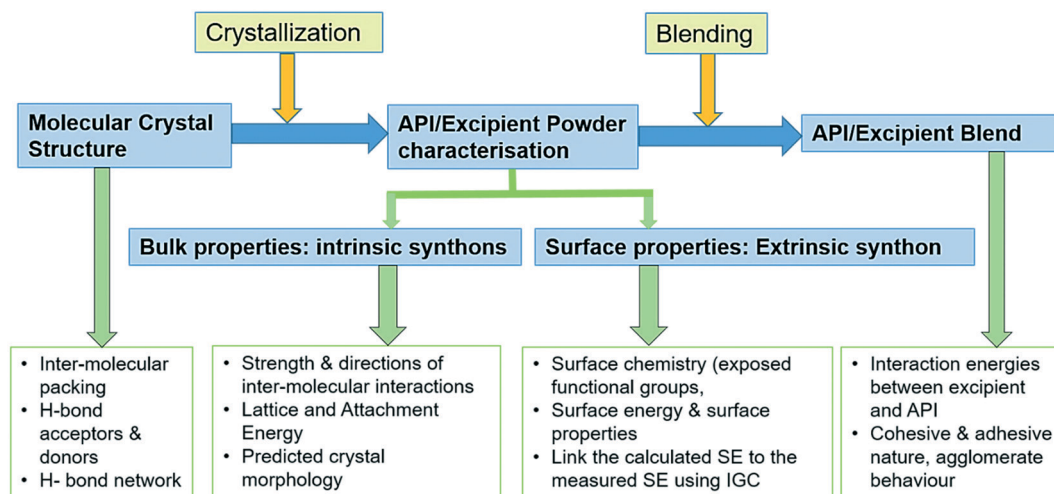 Crystallization
Blending
Molecular Crystal
Structure
API/Excipient Powder
characterisation
API/Excipient Blend
Bulk properties: intrinsic synthons
Surface properties: Extrinsic synthon
• Inter-molecular
packing
• H-bond
acceptors &
donors
• H- bond network
• Strength & directions of
inter-molecular interactions
• Lattice and Attachment
Energy
• Predicted crystal
morphology
• Surface chemistry (exposed
functional groups,
• Surface energy & surface
properties
• Link the calculated SE to the
measured SE using IGC
• Interaction energies
between excipient
and API
• Cohesive & adhesive
nature, agglomerate
behaviour